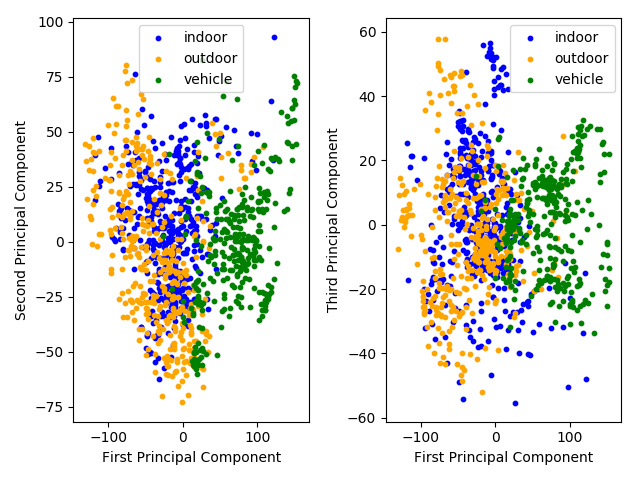 100
75
50
25
0
−25
−50
−75
−100
0
100
First Principal Component
Second Principal Component
indoor
outdoor
vehicle
60
40
20
0
−20
−40
−60
−100
0
100
First Principal Component
Third Principal Component
indoor
outdoor
vehicle